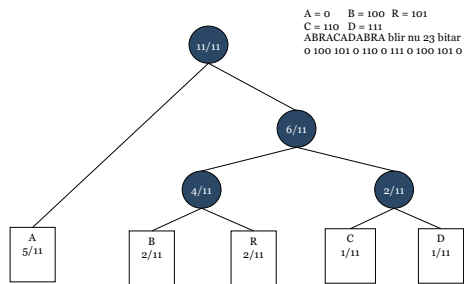 A = 0 B = 100 R = 101
C = 110 D = 111
ABRACADABRA blir nu 23 bitar
0 100 101 0 110 0 111 0 100 101 0
11/11
6/11
4/11
2/11
A
5/11
B
2/11
R
2/11
C
1/11
D
1/11